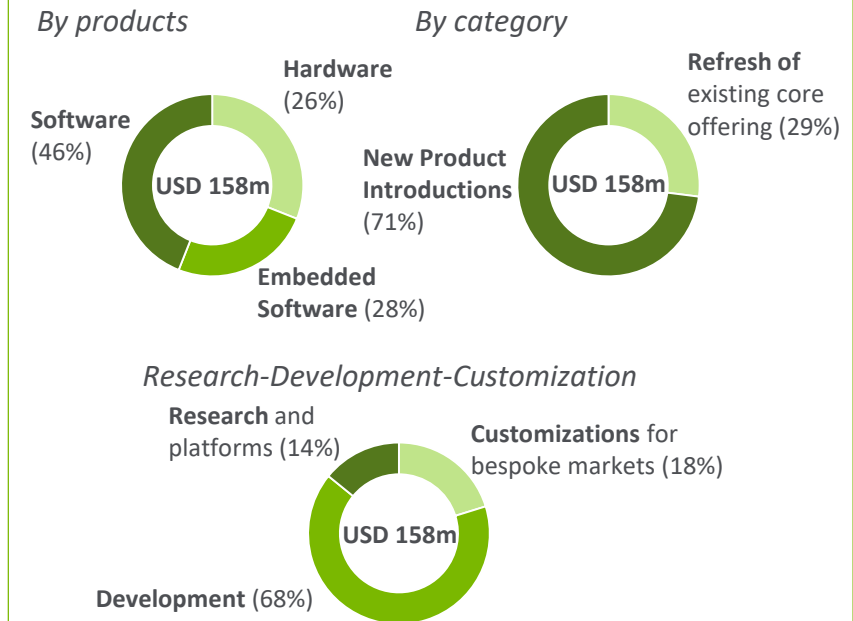 By products
Hardware
(26%)
Software
(46%)
USD 158m
Embedded
Software (28%)
By category
Refresh of
existing core
offering (29%)
New Product
Introductions
(71%)
USD 158m
Research-Development-Customization
Research and
platforms (14%)
Customizations for
bespoke markets (18%)
USD 158m
Development (68%)